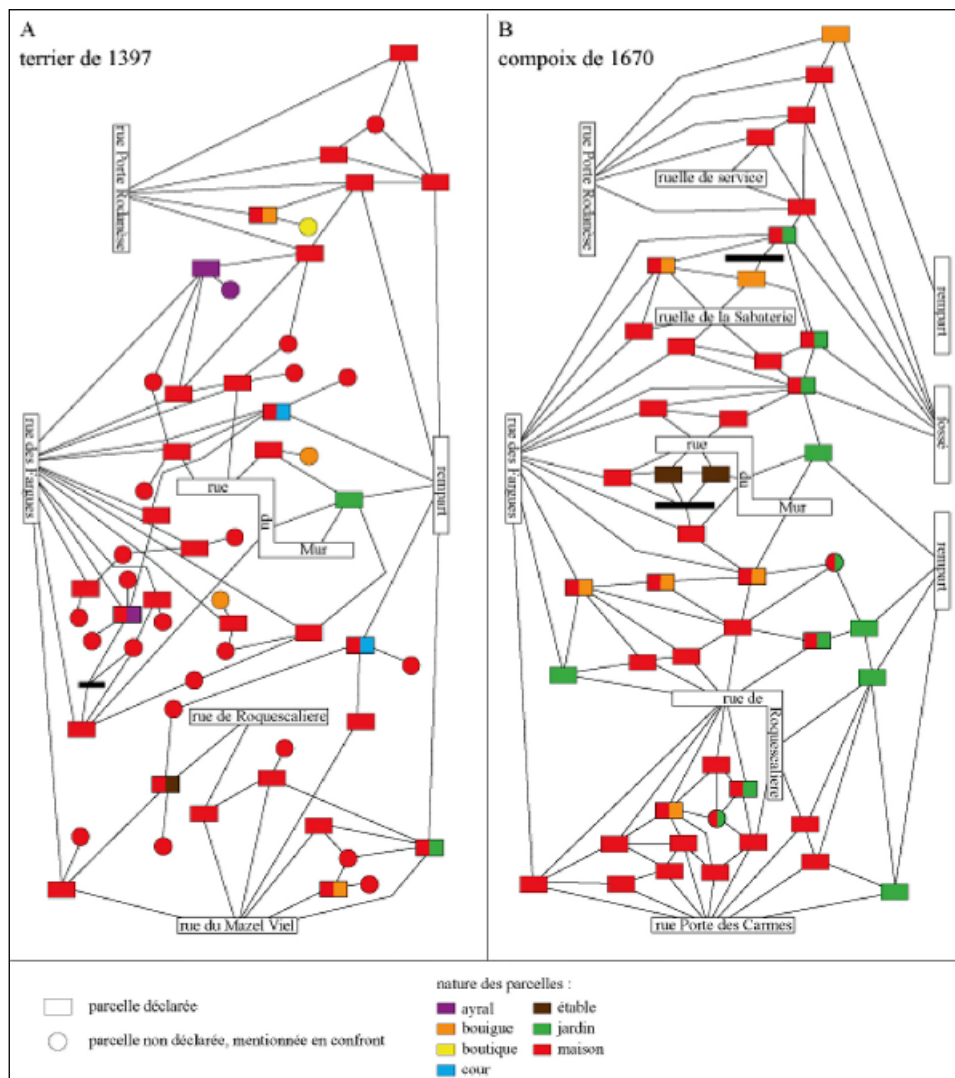 A
terrier de 1397
rue Porte Rodanèse
rue des Fargues
rempart
rue
du
Mur
rue de Roquescaliere
rue du Mazel Viel
B
compoix de 1670
rue Porte Rodanèse
ruelle de service
rempart
ruelle de la Sabaterie
fossé
rue des Fargues
rue
du
Mur
rempart
rue de
Roquescaliere
rue Porte des Carmes
parcelle déclarée
parcelle non déclarée, mentionnée en confront
nature des parcelles :
ayral
bouigue
boutique
cour
étable
jardin
maison